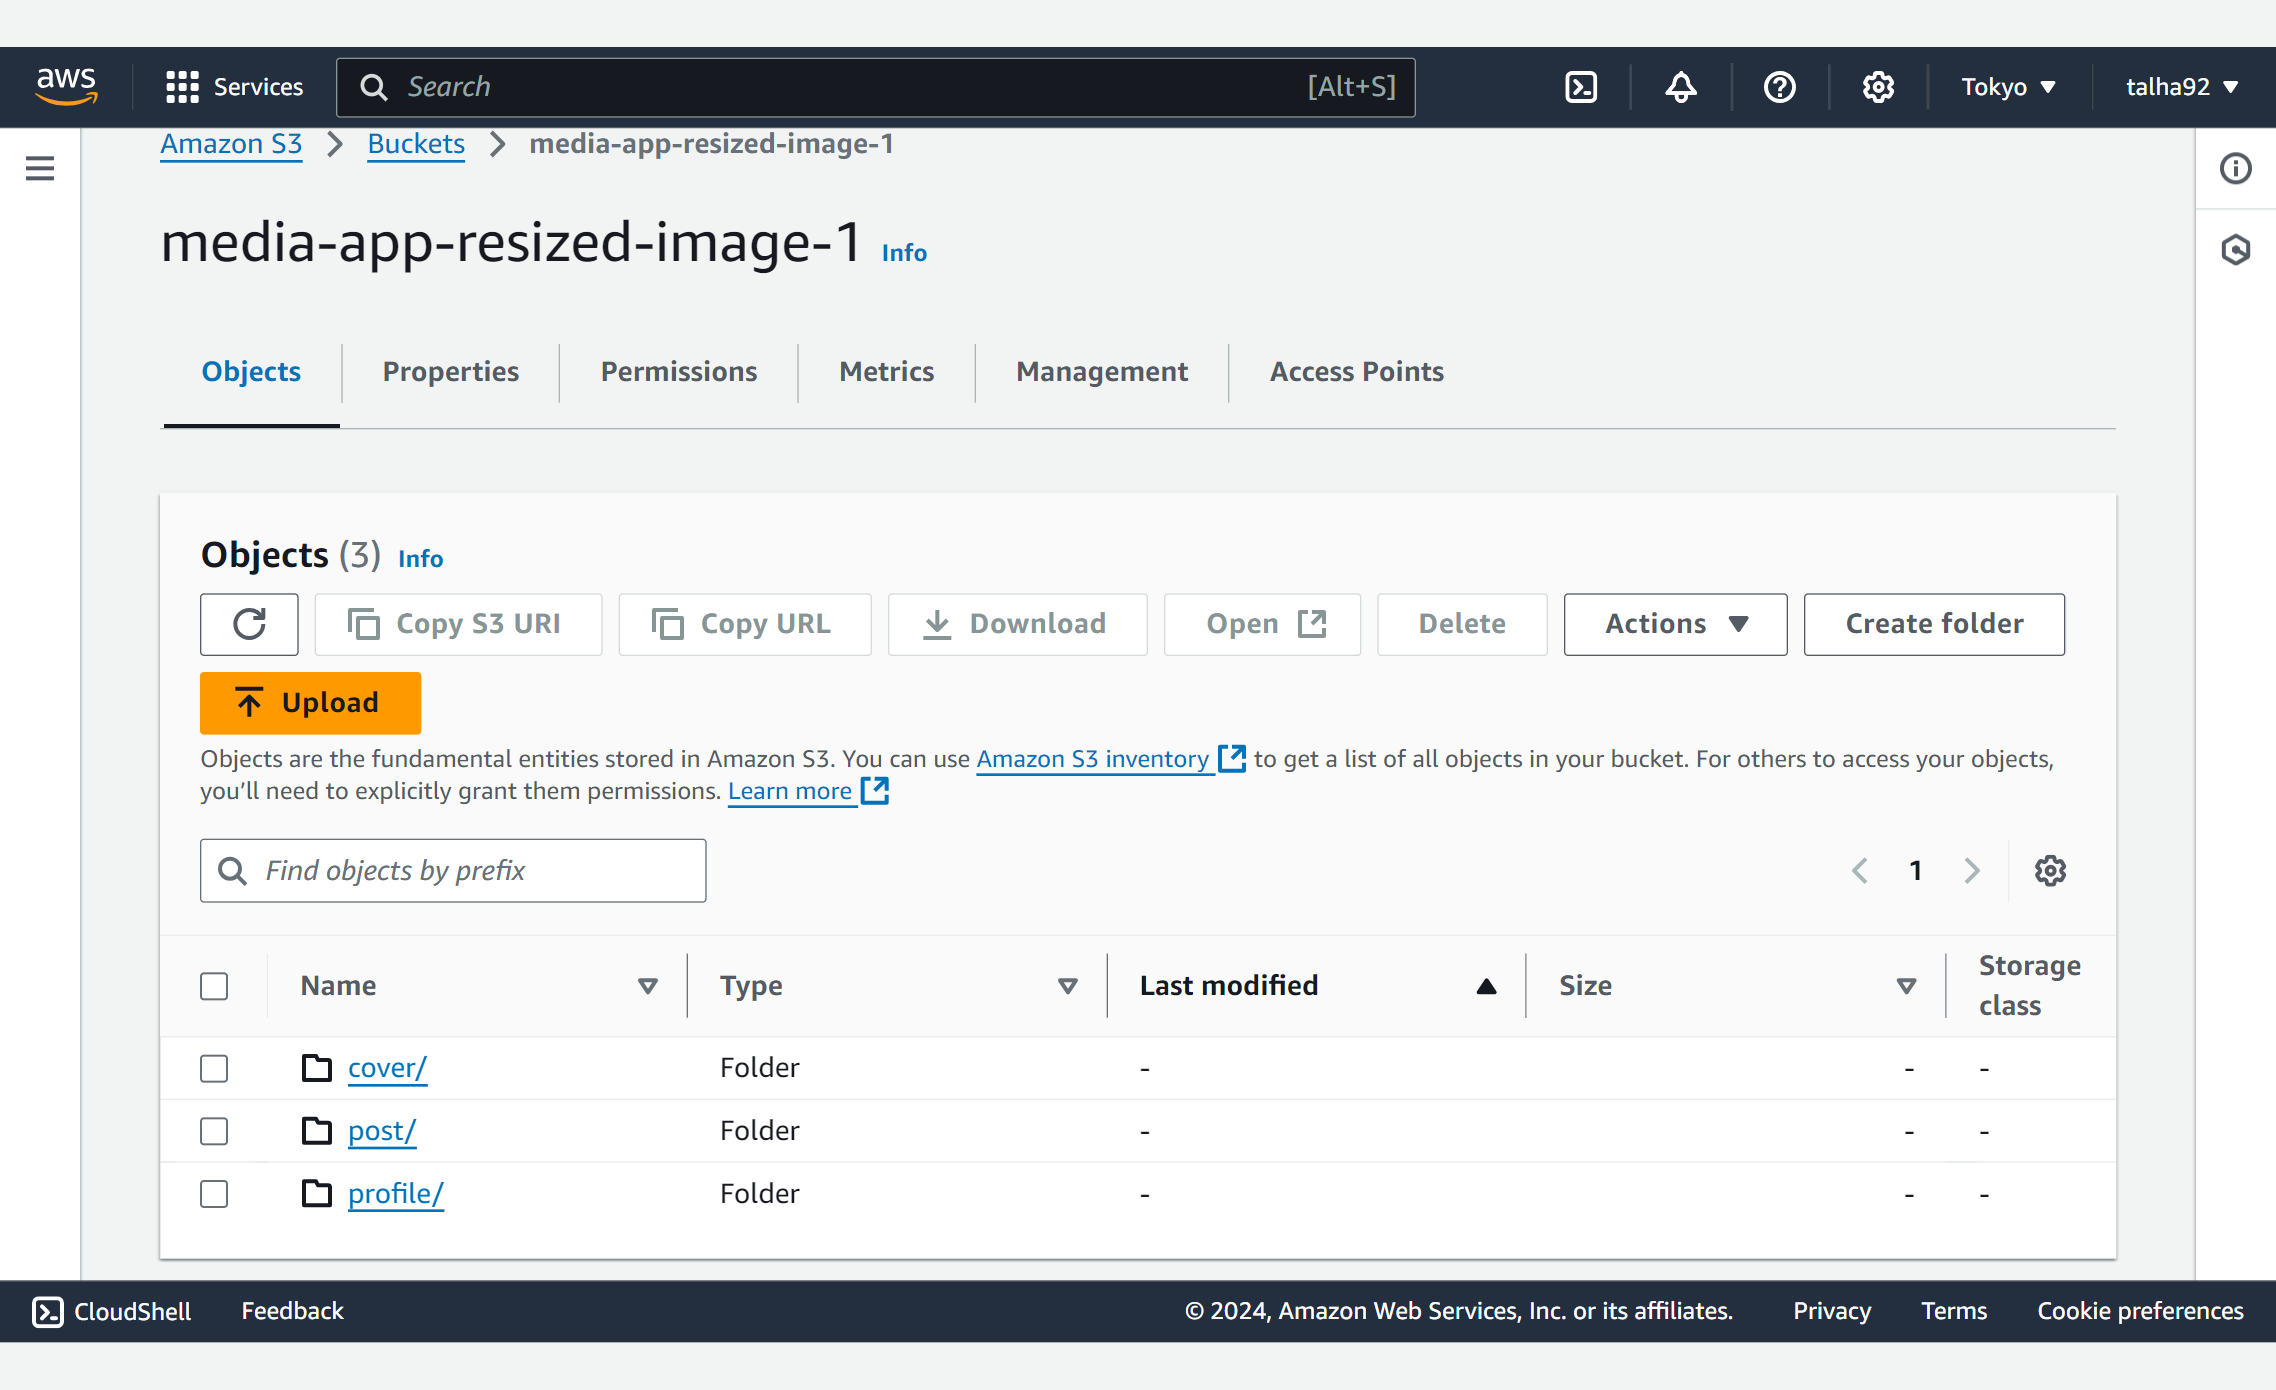 aws Services Search [Alt+S] Tokyo talha92
Amazon S3 Buckets media-app-resized-image-1
media-app-resized-image-1 Info
Objects Properties Permissions Metrics Management Access Points
Objects (3) Info
Copy S3 URI Copy URL Download Open Delete Actions Create folder
Upload
Objects are the fundamental entities stored in Amazon S3. You can use Amazon S3 inventory to get a list of all objects in your bucket. For others to access your objects,
you’ll need to explicitly grant them permissions. Learn more
Find objects by prefix 1
Name Type Last modified Size Storage class
cover/ Folder - - -
post/ Folder - - -
profile/ Folder - - -
CloudShell Feedback © 2024, Amazon Web Services, Inc. or its affiliates. Privacy Terms Cookie preferences